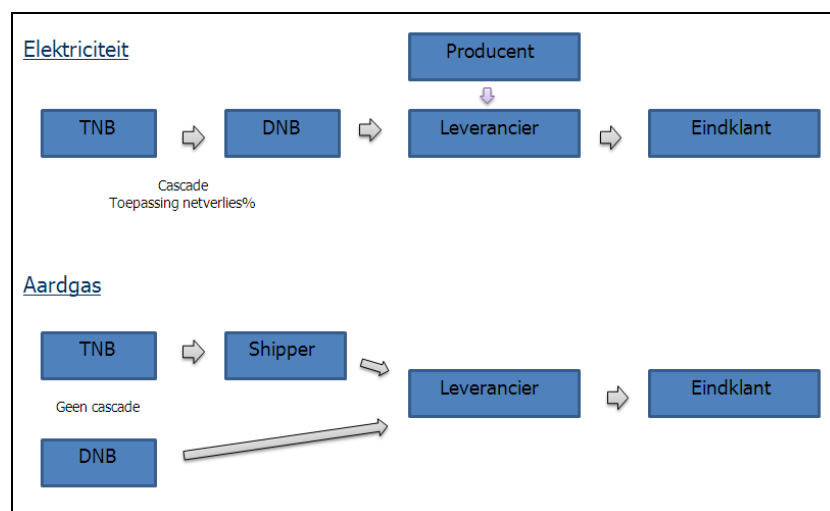 Elektriciteit
Producent
TNB
DNB
Leverancier
Eindklant
Cascade
Toepassing netverlies%
Aardgas
TNB
Shipper
Leverancier
Eindklant
Geen cascade
DNB